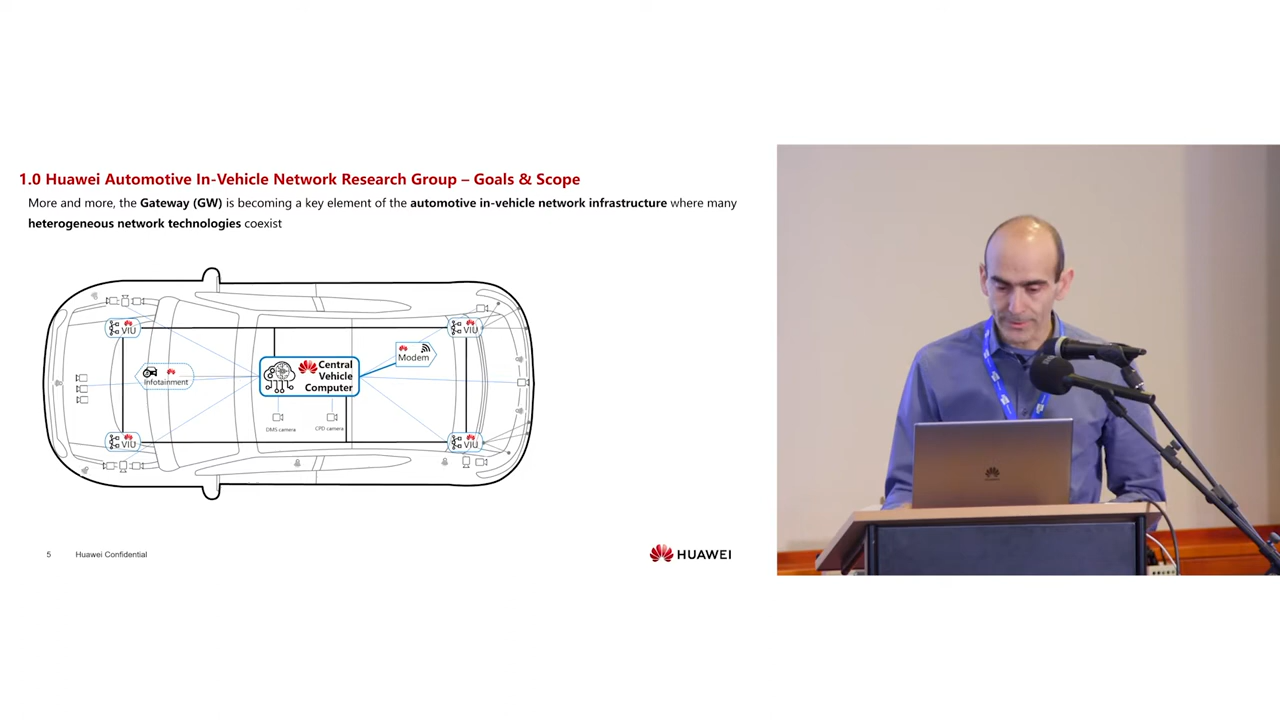 1.0 Huawei Automotive In-Vehicle Network Research Group – Goals & Scope
More and more, the Gateway (GW) is becoming a key element of the automotive in-vehicle network infrastructure where many
heterogeneous network technologies coexist
VIU
VIU
Modem
Infotainment
Central
Vehicle
Computer
DMS camera
CPD camera
VIU
VIU
5 Huawei Confidential
HUAWEI